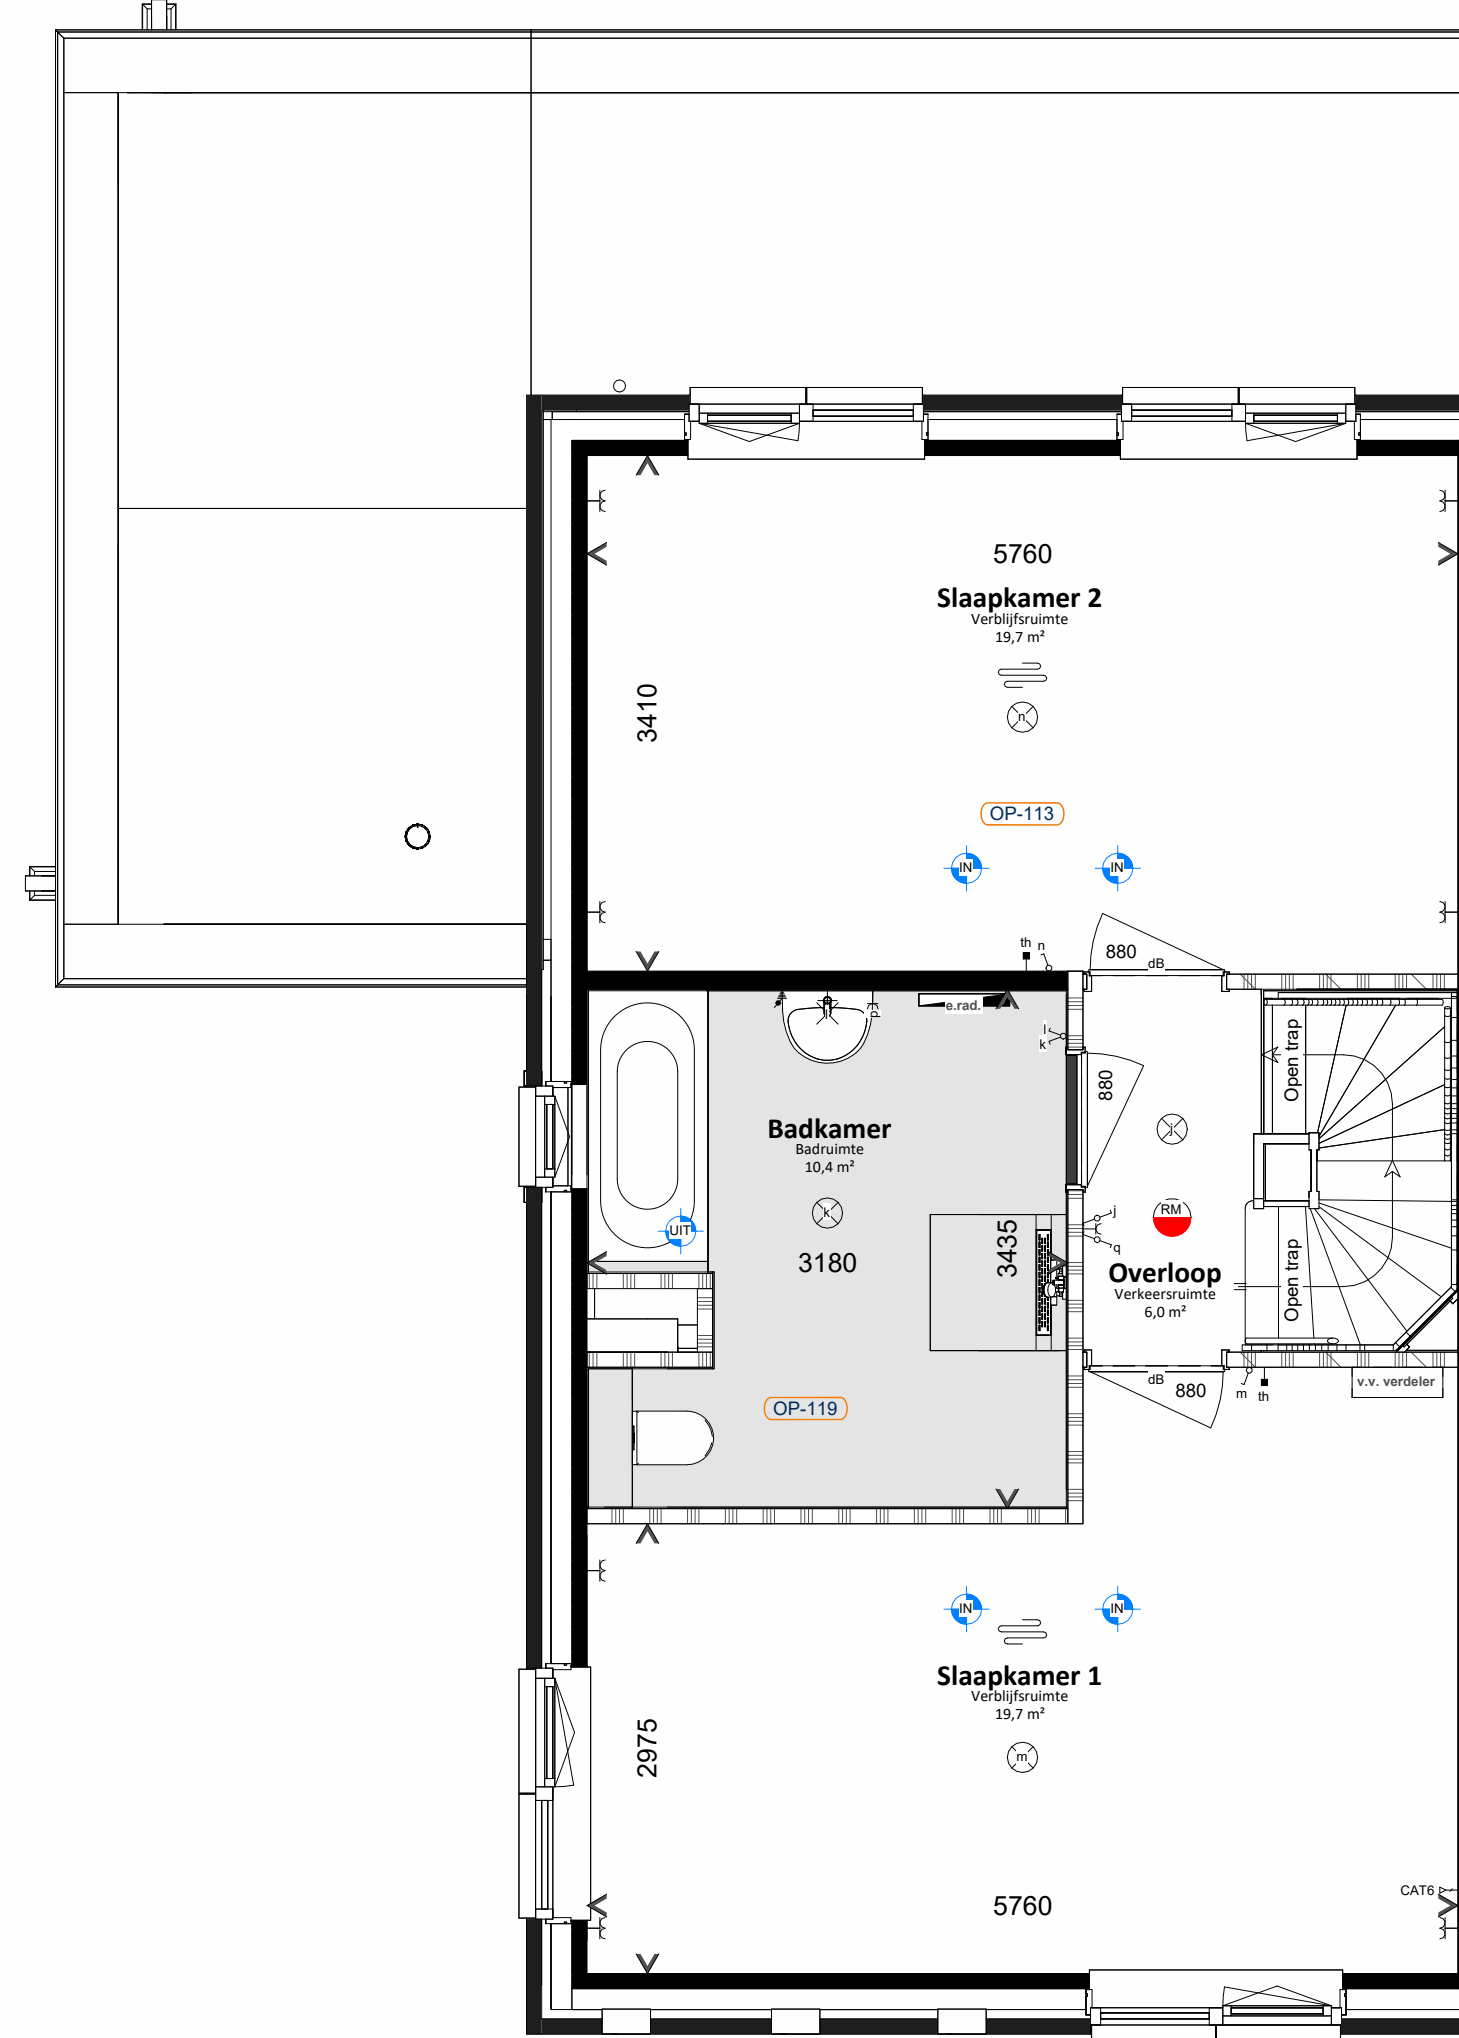 5760
Slaapkamer 2
Verblijfsruimte
19,7 m²
3410
n
OP-113
IN
IN
th
n
880
dB
e.rad.
d
l
k
880
Open trap
Badkamer
Badruimte
10,4 m²
j
k
UIT
RM
j
q
3180
3435
Overloop
Verkeersruimte
6,0 m²
Open trap
dB
880
m
th
v.v. verdeler
OP-119
IN
IN
Slaapkamer 1
Verblijfsruimte
19,7 m²
2975
m
CAT6
5760